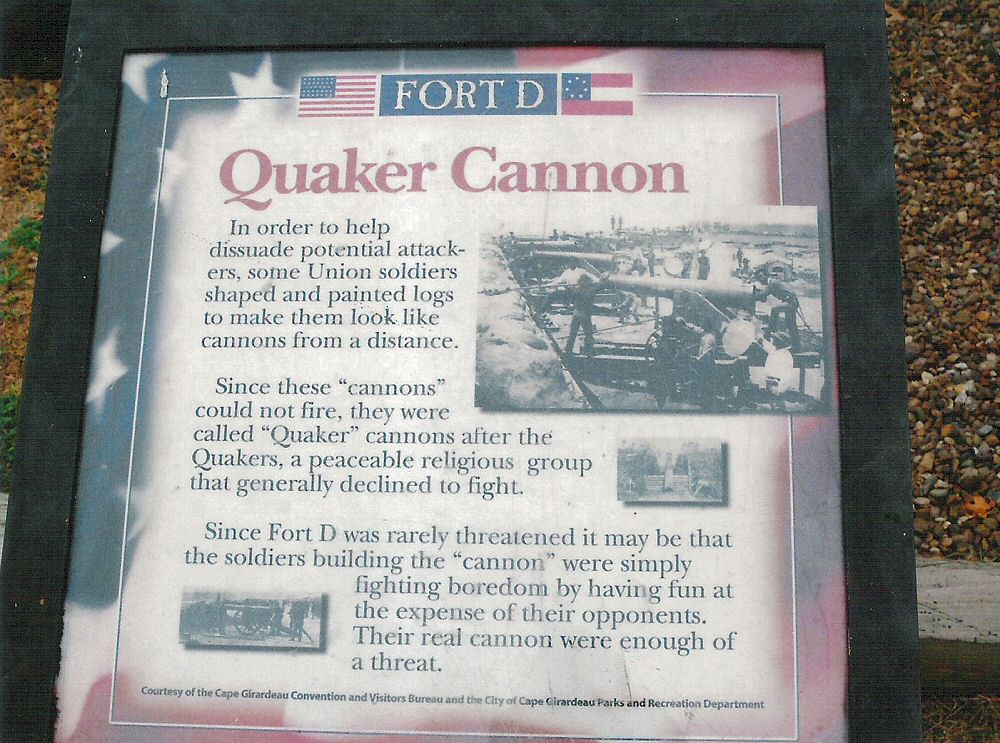 FORT D
Quaker Cannon
In order to help
dissuade potential attack-
ers, some Union soldiers
shaped and painted logs
to make them look like
cannons from a distance.
Since these “cannons”
could not fire, they were
called “Quaker” cannons after the
Quakers, a peaceable religious group
that generally declined to fight.
Since Fort D was rarely threatened it may be that
the soldiers building the “cannon” were simply
fighting boredom by having fun at
the expense of their opponents.
Their real cannon were enough of
a threat.
Courtesy of the Cape Girardeau Convention and Visitors Bureau and the City of Cape Girardeau Parks and Recreation Department